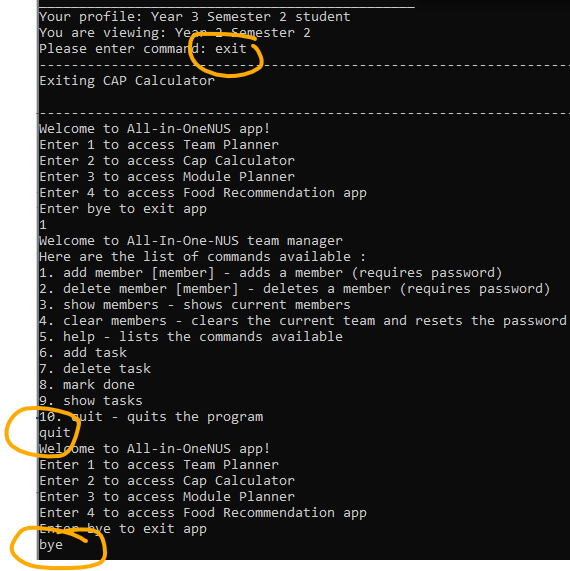 Your profile: Year 3 Semester 2 student
You are viewing: Year 2 Semester 2
Please enter command: exit
Exiting CAP Calculator
Welcome to All-in-OneNUS app!
Enter 1 to access Team Planner
Enter 2 to access Cap Calculator
Enter 3 to access Module Planner
Enter 4 to access Food Recommendation app
Enter bye to exit app
1
Welcome to All-In-One-NUS team manager
Here are the list of commands available :
1. add member [member] - adds a member (requires password)
2. delete member [member] - deletes a member (requires password)
3. show members - shows current members
4. clear members - clears the current team and resets the password
5. help - lists the commands available
6. add task
7. delete task
8. mark done
9. show tasks
10. quit - quits the program
quit
Welcome to All-in-OneNUS app!
Enter 1 to access Team Planner
Enter 2 to access Cap Calculator
Enter 3 to access Module Planner
Enter 4 to access Food Recommendation app
Enter bye to exit app
bye